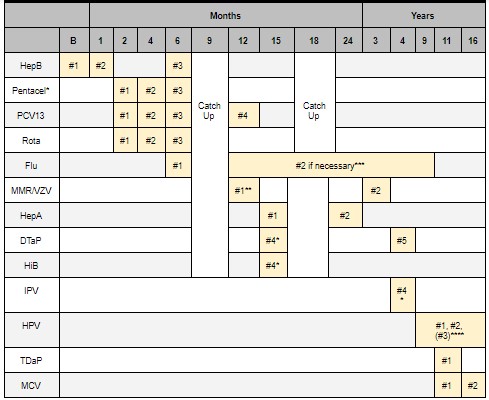 Months Years
B 1 2 4 6 9 12 15 18 24 3 4 9 11 16
HepB #1 #2 #3
Pentacel* #1 #2 #3
PCV13 #1 #2 #3 Catch Up #4 Catch Up
Rota #1 #2 #3
Flu #1 #2 if necessary***
MMR/VZV #1** #2
HepA #1 #2
DTaP #4* #5
HiB #4*
IPV #4 *
HPV #1, #2, (#3)****
TDaP #1
MCV #1 #2